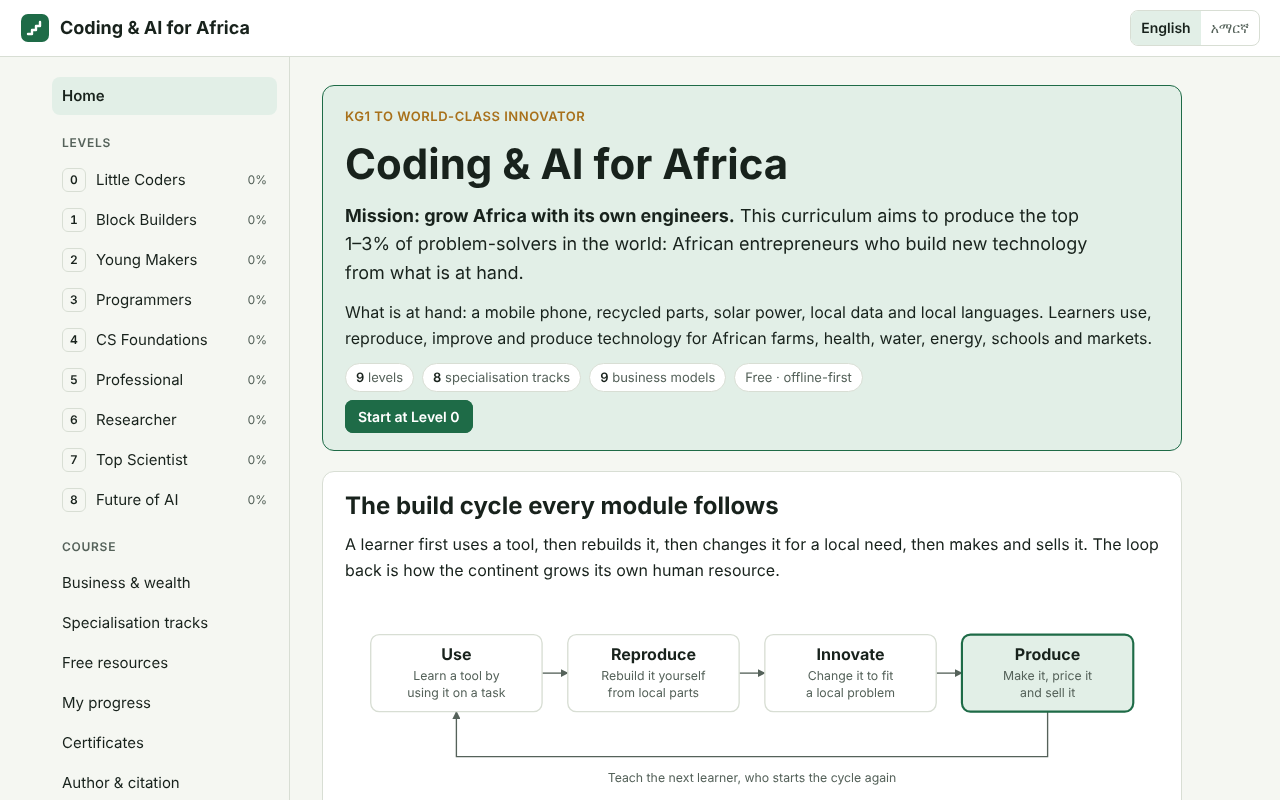 Coding & AI for Africa
English
አማርኛ
Home
LEVELS
0 Little Coders 0%
1 Block Builders 0%
2 Young Makers 0%
3 Programmers 0%
4 CS Foundations 0%
5 Professional 0%
6 Researcher 0%
7 Top Scientist 0%
8 Future of AI 0%
COURSE
Business & wealth
Specialisation tracks
Free resources
My progress
Certificates
Author & citation
KG1 TO WORLD-CLASS INNOVATOR
Coding & AI for Africa
Mission: grow Africa with its own engineers. This curriculum aims to produce the top
1–3% of problem-solvers in the world: African entrepreneurs who build new technology
from what is at hand.
What is at hand: a mobile phone, recycled parts, solar power, local data and local languages. Learners use,
reproduce, improve and produce technology for African farms, health, water, energy, schools and markets.
9 levels
8 specialisation tracks
9 business models
Free · offline-first
Start at Level 0
The build cycle every module follows
A learner first uses a tool, then rebuilds it, then changes it for a local need, then makes and sells it. The loop
back is how the continent grows its own human resource.
Use
Learn a tool by
using it on a task
Reproduce
Rebuild it yourself
from local parts
Innovate
Change it to fit
a local problem
Produce
Make it, price it
and sell it
Teach the next learner, who starts the cycle again